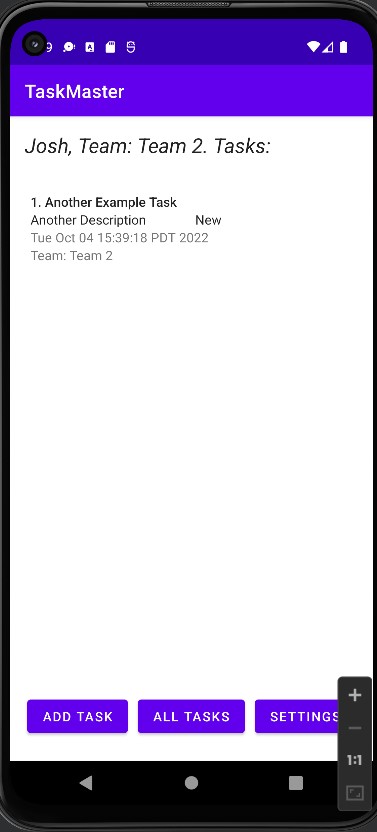 9
TaskMaster
Josh, Team: Team 2. Tasks:
1. Another Example Task
Another Description New
Tue Oct 04 15:39:18 PDT 2022
Team: Team 2
ADD TASK ALL TASKS SETTINGS
1:1